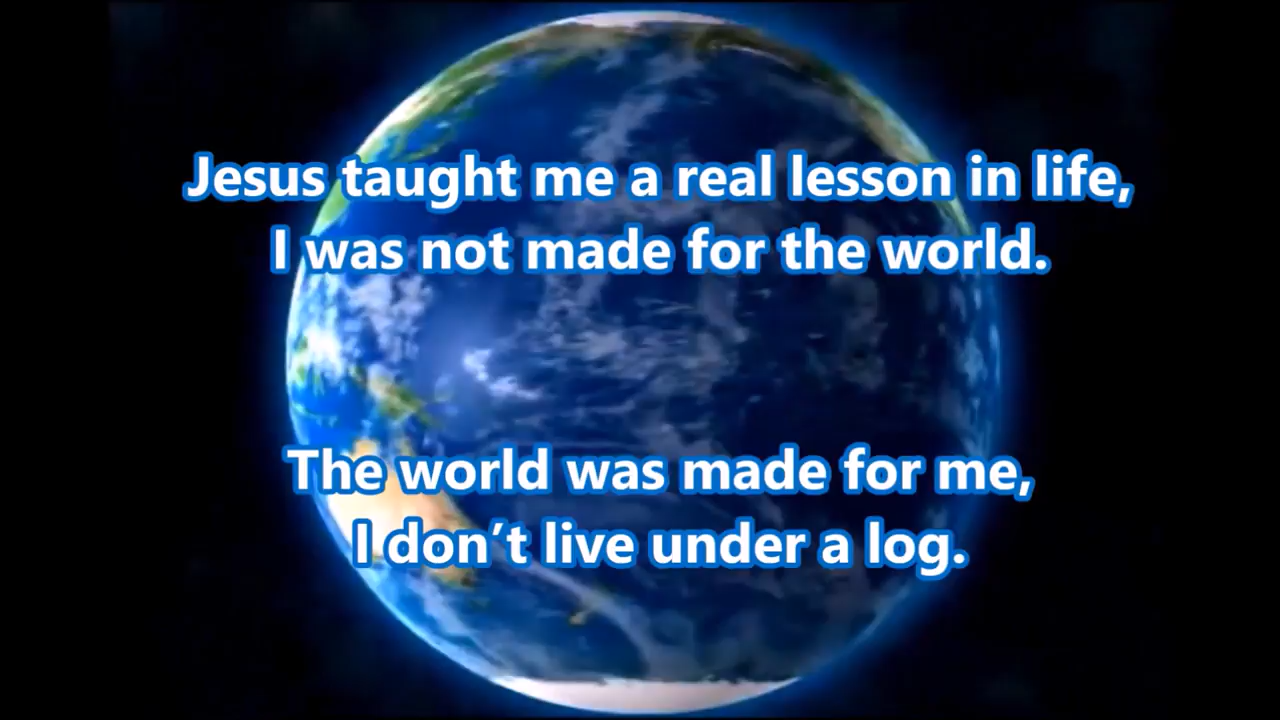 Jesus taught me a real lesson in life,
I was not made for the world.
The world was made for me,
I don’t live under a log.